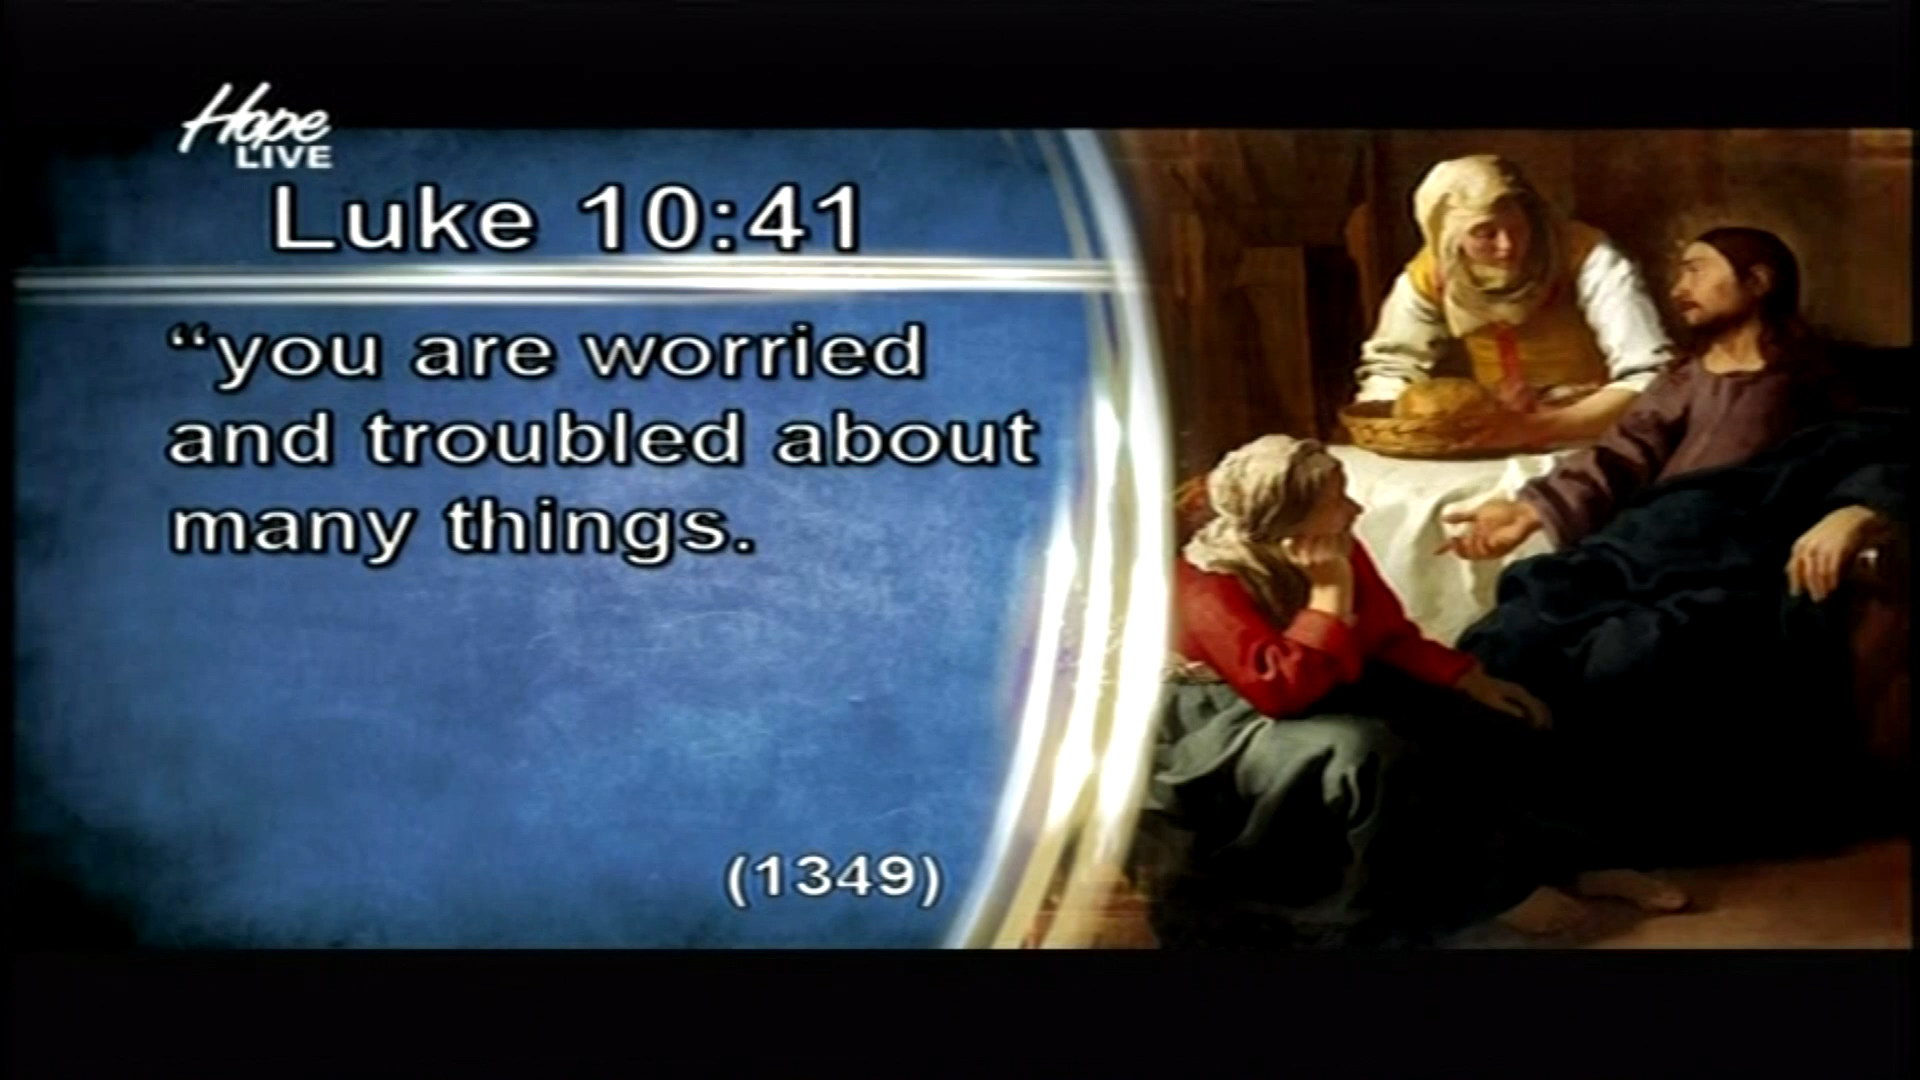 Hope
LIVE
Luke 10:41
“you are worried
and troubled about
many things.
(1349)